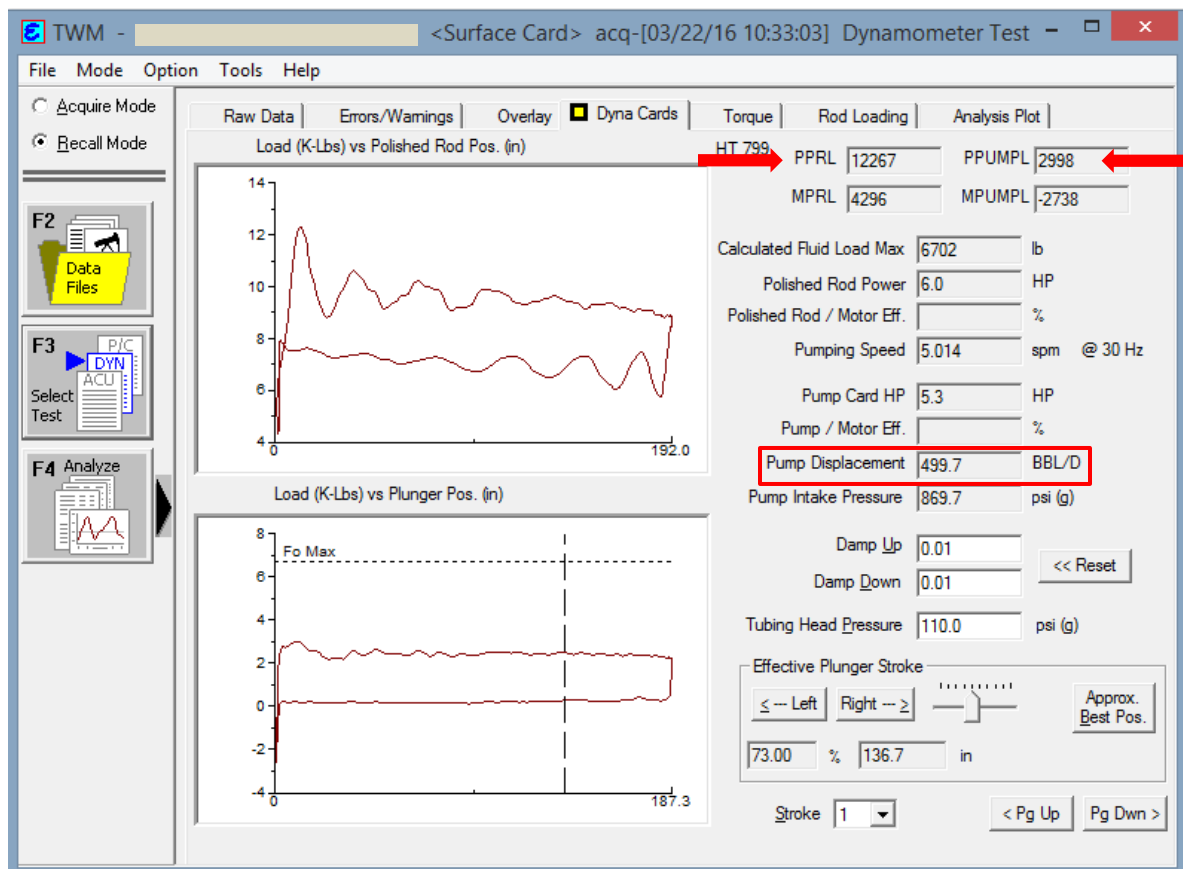 TWM -  <Surface Card> acq-[03/22/16 10:33:03] Dynamometer Test
File Mode Option Tools Help
Acquire Mode
Recall Mode
F2
Data
Files
F3
P/C
DYN
ACU
Select
Test
F4 Analyze
Raw Data Errors/Warnings Overlay Dyna Cards Torque Rod Loading Analysis Plot
Load (K-Lbs) vs Polished Rod Pos. (in)
14
12
10
8
6
4
0 192.0
Load (K-Lbs) vs Plunger Pos. (in)
8
Fo Max
6
4
2
0
-2
-4
0 187.3
HT 799
PPRL 12267 PPUMPL 2998
MPRL 4296 MPUMPL -2738
Calculated Fluid Load Max 6702 lb
Polished Rod Power 6.0 HP
Polished Rod / Motor Eff. %
Pumping Speed 5.014 spm @ 30 Hz
Pump Card HP 5.3 HP
Pump / Motor Eff. %
Pump Displacement 499.7 BBL/D
Pump Intake Pressure 869.7 psi (g)
Damp Up 0.01
Damp Down 0.01
<< Reset
Tubing Head Pressure 110.0 psi (g)
Effective Plunger Stroke
< --- Left Right --- >
Approx.
Best Pos.
73.00 % 136.7 in
Stroke 1 < Pg Up Pg Dwn >